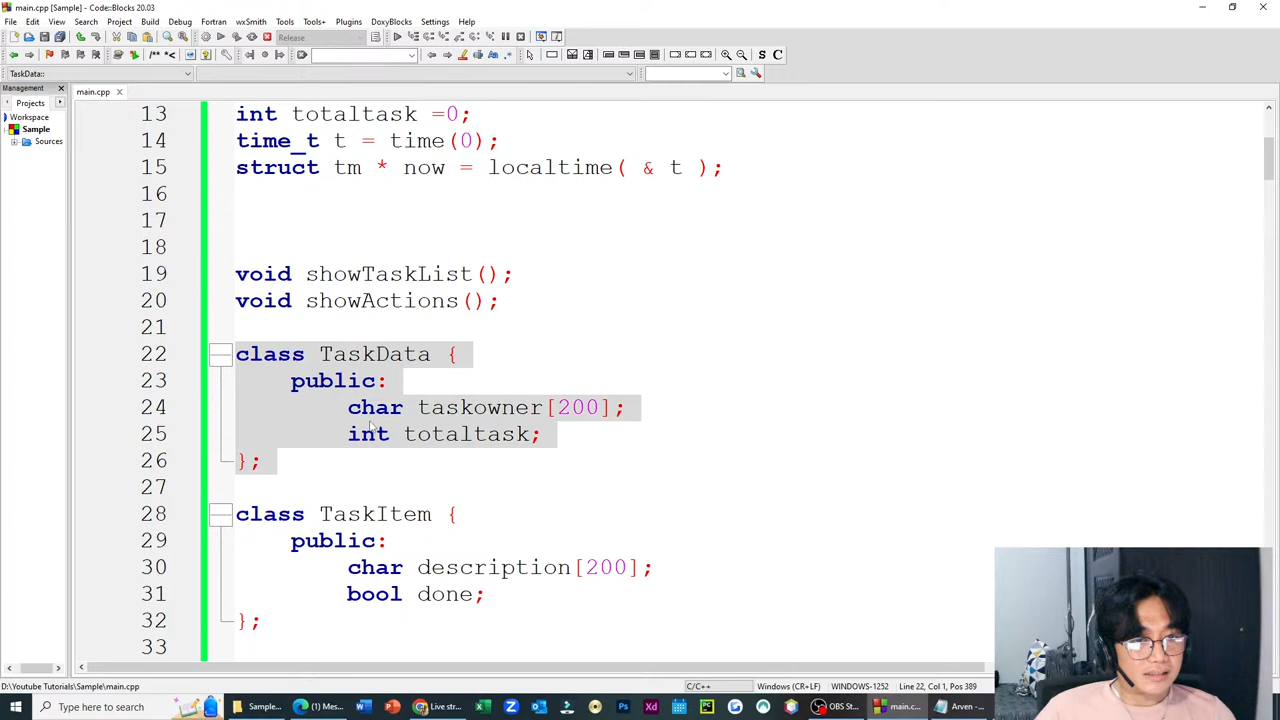 main.cpp [Sample] - Code::Blocks 20.03
File Edit View Search Project Build Debug Fortran wxSmith Tools Tools+ Plugins DoxyBlocks Settings Help
Release
/** *<
S C
TaskData::
Management
main.cpp
Projects
Workspace
Sample
Sources
13 int totaltask =0;
14 time_t t = time(0);
15 struct tm * now = localtime( & t );
16
17
18
19 void showTaskList();
20 void showActions();
21
22 class TaskData {
23 public:
24 char taskowner[200];
25 int totaltask;
26 };
27
28 class TaskItem {
29 public:
30 char description[200];
31 bool done;
32 };
33
D:\Youtube Tutorials\Sample\main.cpp C/C++ Windows (CR+LF) WINDOWS-1252 Line 22, Col 1, Pos 389
Type here to search Sample... (1) Mes... Live str... OBS St... main.c... Arven -...